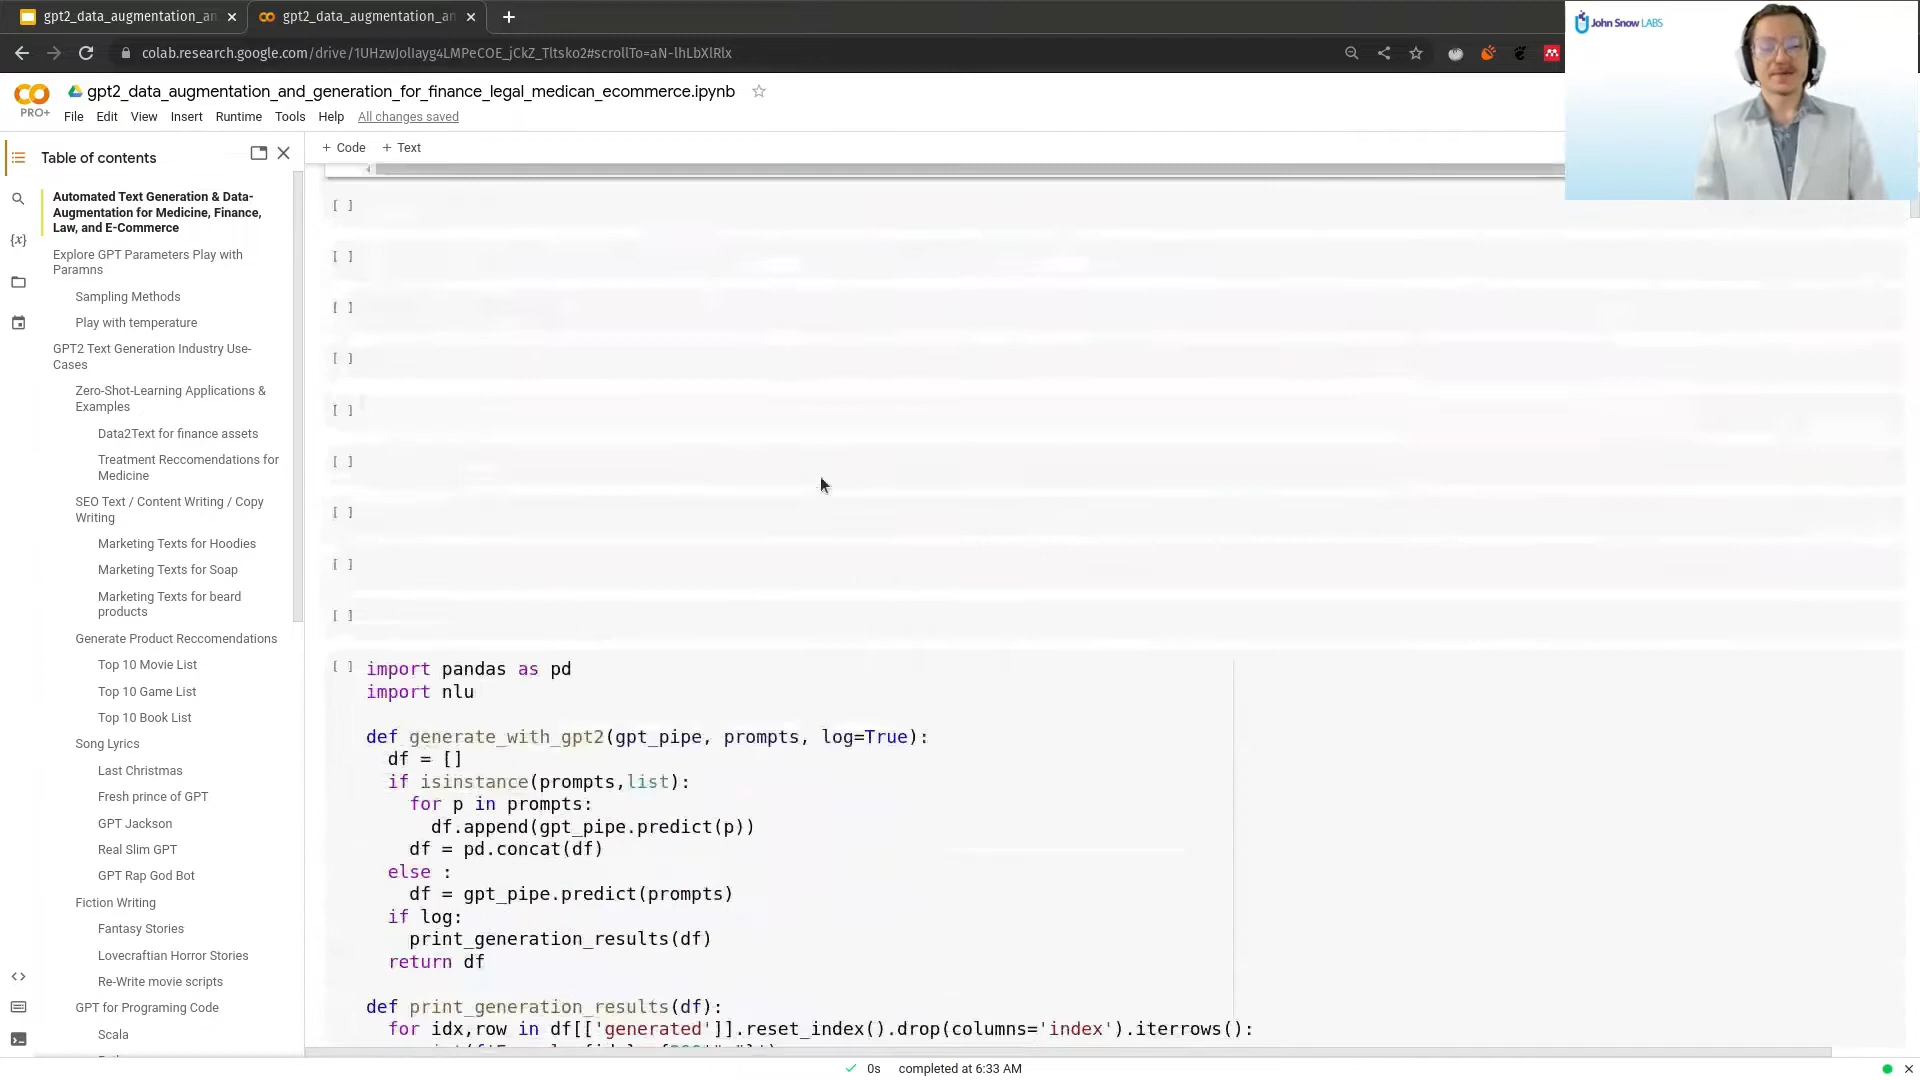 gpt2_data_augmentation_an
gpt2_data_augmentation_an
colab.research.google.com/drive/1UHzwJolIayg4LMPeCOE_jCkZ_Tltsko2#scrollTo=aN-lhLbXlRlx
John Snow LABS
PRO+
gpt2_data_augmentation_and_generation_for_finance_legal_medican_ecommerce.ipynb
File Edit View Insert Runtime Tools Help All changes saved
Table of contents
+ Code + Text
Automated Text Generation & Data-
Augmentation for Medicine, Finance,
Law, and E-Commerce
Explore GPT Parameters Play with
Paramns
Sampling Methods
Play with temperature
GPT2 Text Generation Industry Use-
Cases
Zero-Shot-Learning Applications &
Examples
Data2Text for finance assets
Treatment Reccomendations for
Medicine
SEO Text / Content Writing / Copy
Writing
Marketing Texts for Hoodies
Marketing Texts for Soap
Marketing Texts for beard
products
Generate Product Reccomendations
Top 10 Movie List
Top 10 Game List
Top 10 Book List
Song Lyrics
Last Christmas
Fresh prince of GPT
GPT Jackson
Real Slim GPT
GPT Rap God Bot
Fiction Writing
Fantasy Stories
Lovecraftian Horror Stories
Re-Write movie scripts
GPT for Programing Code
Scala
[ ]
[ ]
[ ]
[ ]
[ ]
[ ]
[ ]
[ ]
[ ]
[ ] import pandas as pd
import nlu
def generate_with_gpt2(gpt_pipe, prompts, log=True):
df = []
if isinstance(prompts,list):
for p in prompts:
df.append(gpt_pipe.predict(p))
df = pd.concat(df)
else :
df = gpt_pipe.predict(prompts)
if log:
print_generation_results(df)
return df
def print_generation_results(df):
for idx,row in df[['generated']].reset_index().drop(columns='index').iterrows():
0s completed at 6:33 AM